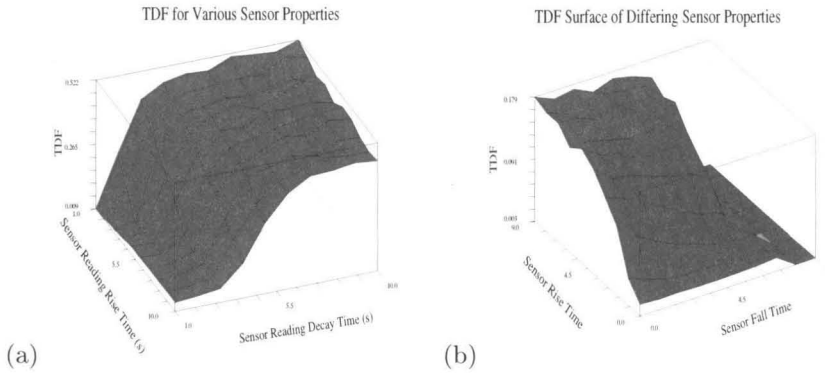 TDF for Various Sensor Properties
0.522
0.265
TDF
0.009
1.0
5.5
10.0
Sensor Reading Rise Time (s)
1.0
5.5
10.0
Sensor Reading Decay Time (s)
(a)
TDF Surface of Differing Sensor Properties
0.179
0.091
TDF
0.003
9.0
4.5
0.0
Sensor Rise Time
0.0
4.5
Sensor Fall Time
(b)